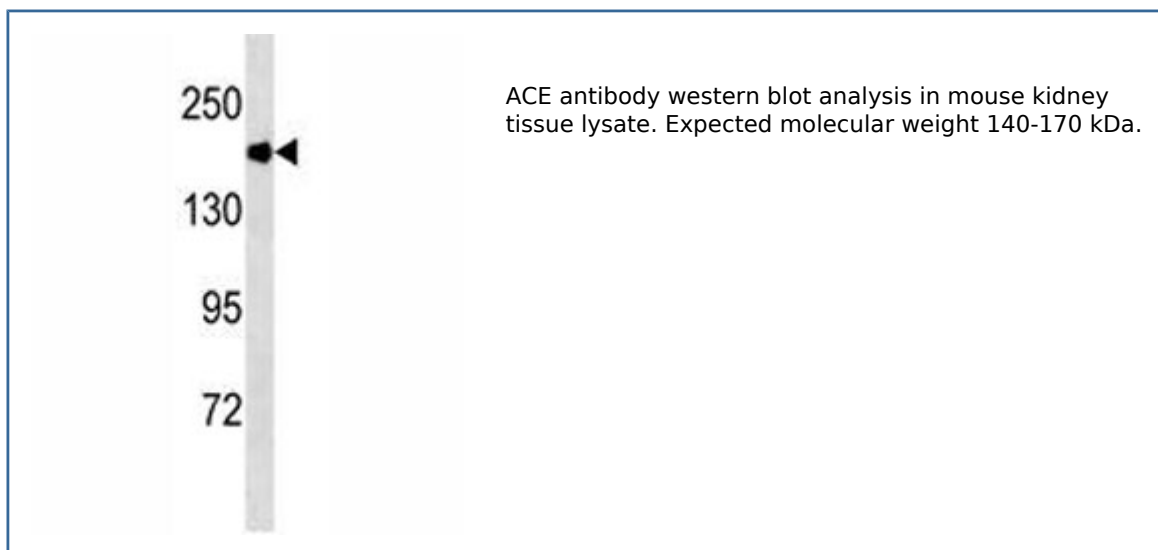 250
130
95
72
ACE antibody western blot analysis in mouse kidney
tissue lysate. Expected molecular weight 140-170 kDa.